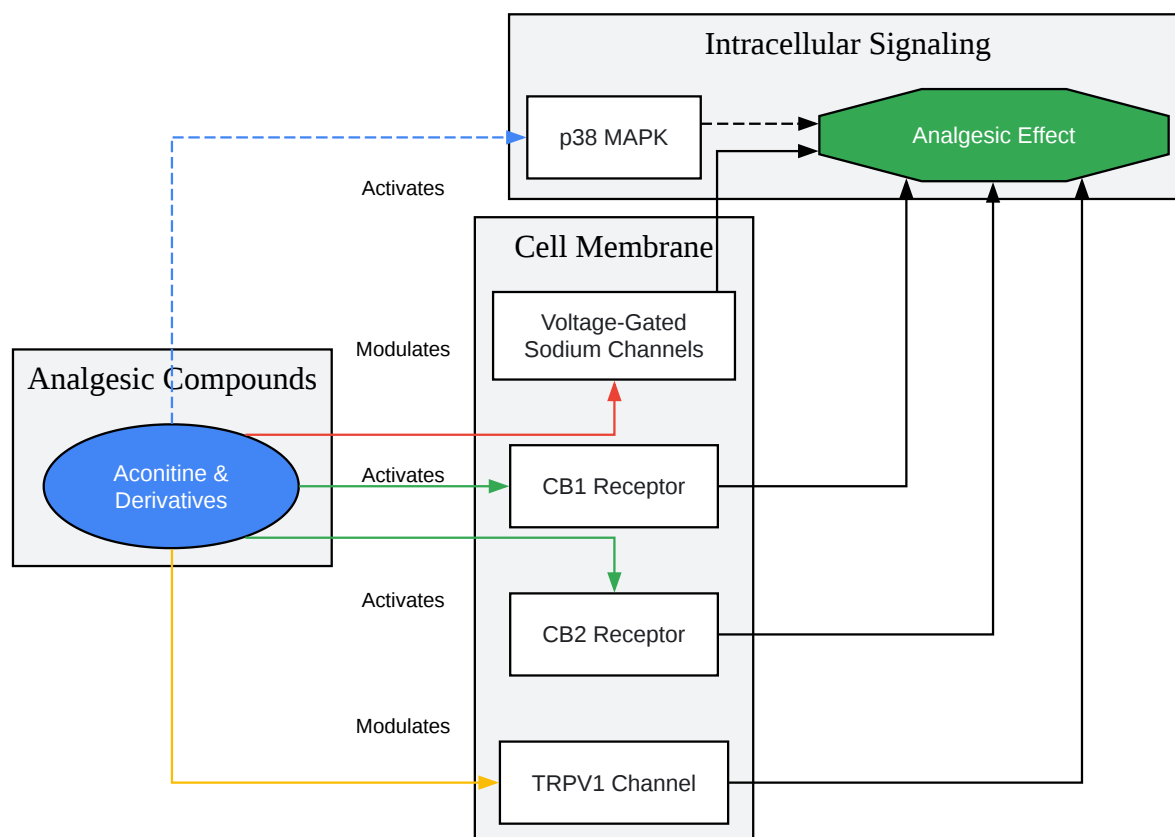 Intracellular Signaling
p38 MAPK
Analgesic Effect
Activates
Cell Membrane
Voltage-Gated
Sodium Channels
Modulates
Analgesic Compounds
Aconitine &
Derivatives
Activates
CB1 Receptor
Activates
CB2 Receptor
Modulates
TRPV1 Channel